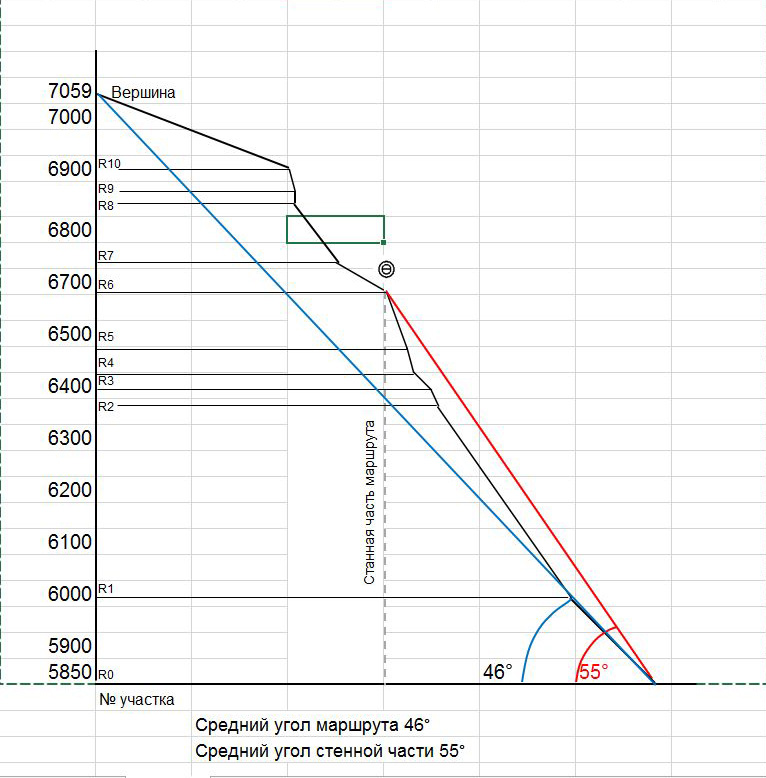 7059 Вершина
7000
6900 R10
R9
R8
6800
R7
6700
R6
6500 R5
R4
6400 R3
R2
6300
Станная часть маршрута
6200
6100
6000 R1
5900
5850 R0
46° 55°
№ участка
Средний угол маршрута 46°
Средний угол стенной части 55°